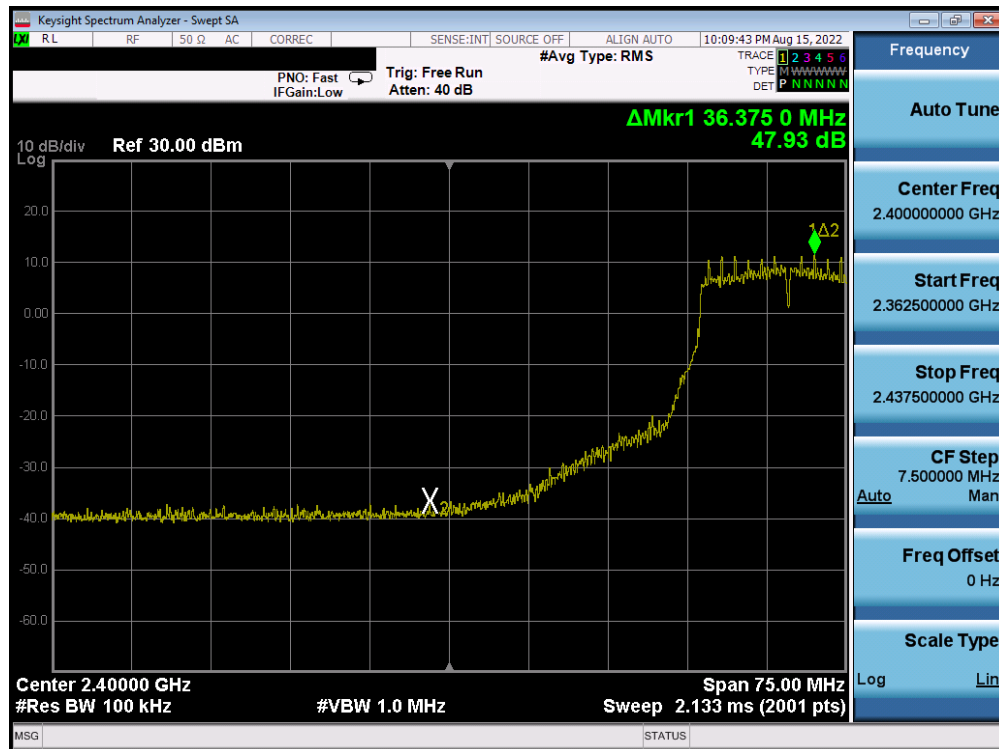 Keysight Spectrum Analyzer - Swept SA
LXI RL RF 50 Ω AC CORREC SENSE:INT SOURCE OFF ALIGN AUTO 10:09:43 PM Aug 15, 2022
#Avg Type: RMS
PNO: Fast
IFGain:Low
Trig: Free Run
Atten: 40 dB
TRACE 1 2 3 4 5 6
TYPE M WWWWW
DET P N N N N N
ΔMkr1 36.375 0 MHz
47.93 dB
10 dB/div Ref 30.00 dBm
Log
20.0
10.0
0.00
-10.0
-20.0
-30.0
-40.0
-50.0
-60.0
1Δ2
X2
Center 2.40000 GHz
Span 75.00 MHz
#Res BW 100 kHz
#VBW 1.0 MHz
Sweep 2.133 ms (2001 pts)
MSG
STATUS
Frequency
Auto Tune
Center Freq
2.400000000 GHz
Start Freq
2.362500000 GHz
Stop Freq
2.437500000 GHz
CF Step
7.500000 MHz
Auto Man
Freq Offset
0 Hz
Scale Type
Log Lin